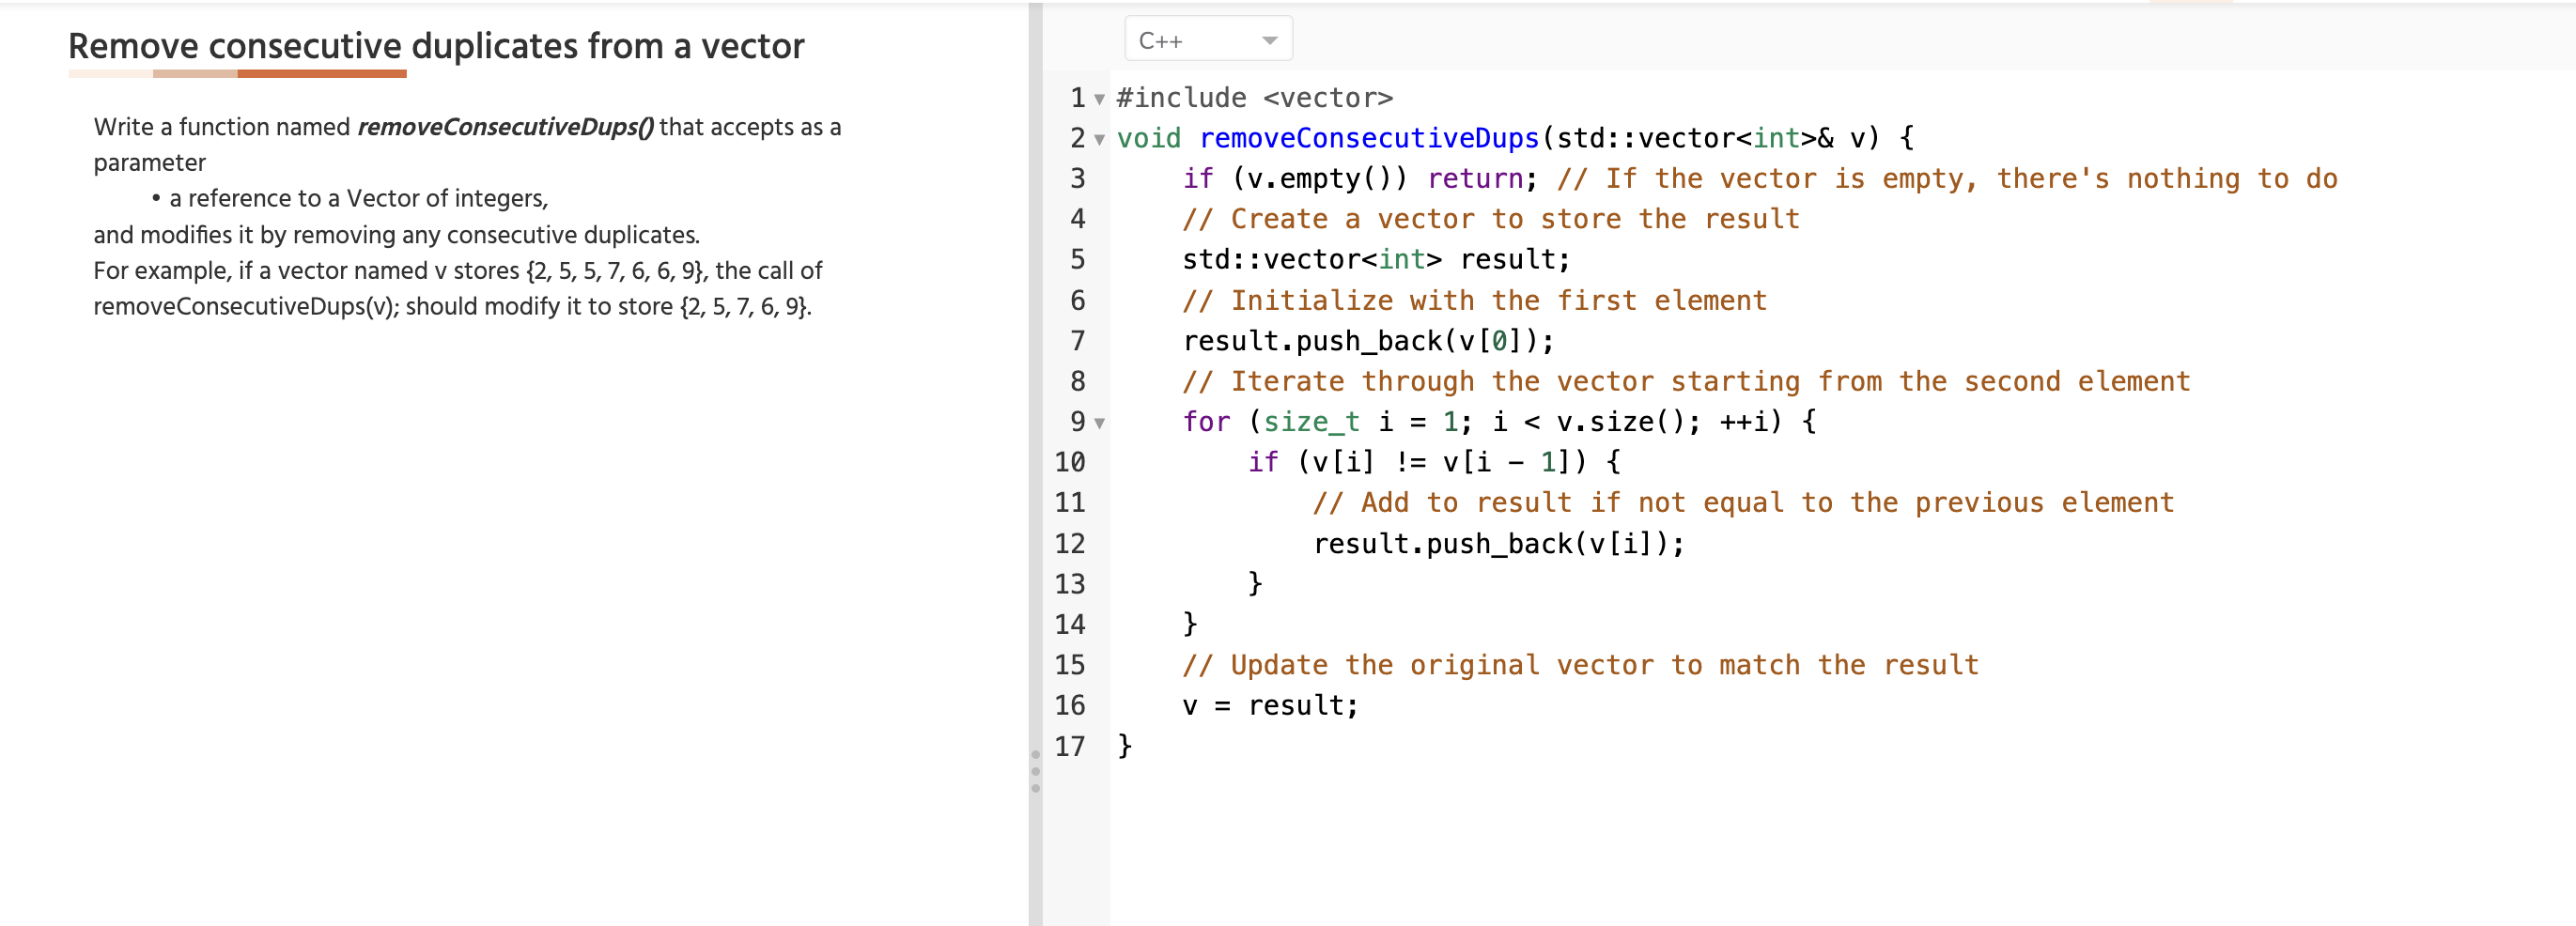 Remove consecutive duplicates from a vector
Write a function named removeConsecutiveDups() that accepts as a
parameter
• a reference to a Vector of integers,
and modifies it by removing any consecutive duplicates.
For example, if a vector named v stores {2, 5, 5, 7, 6, 6, 9}, the call of
removeConsecutiveDups(v); should modify it to store {2, 5, 7, 6, 9}.
C++
1 #include <vector>
2 void removeConsecutiveDups(std::vector<int>& v) {
3     if (v.empty()) return; // If the vector is empty, there's nothing to do
4     // Create a vector to store the result
5     std::vector<int> result;
6     // Initialize with the first element
7     result.push_back(v[0]);
8     // Iterate through the vector starting from the second element
9     for (size_t i = 1; i < v.size(); ++i) {
10         if (v[i] != v[i - 1]) {
11             // Add to result if not equal to the previous element
12             result.push_back(v[i]);
13         }
14     }
15     // Update the original vector to match the result
16     v = result;
17 }